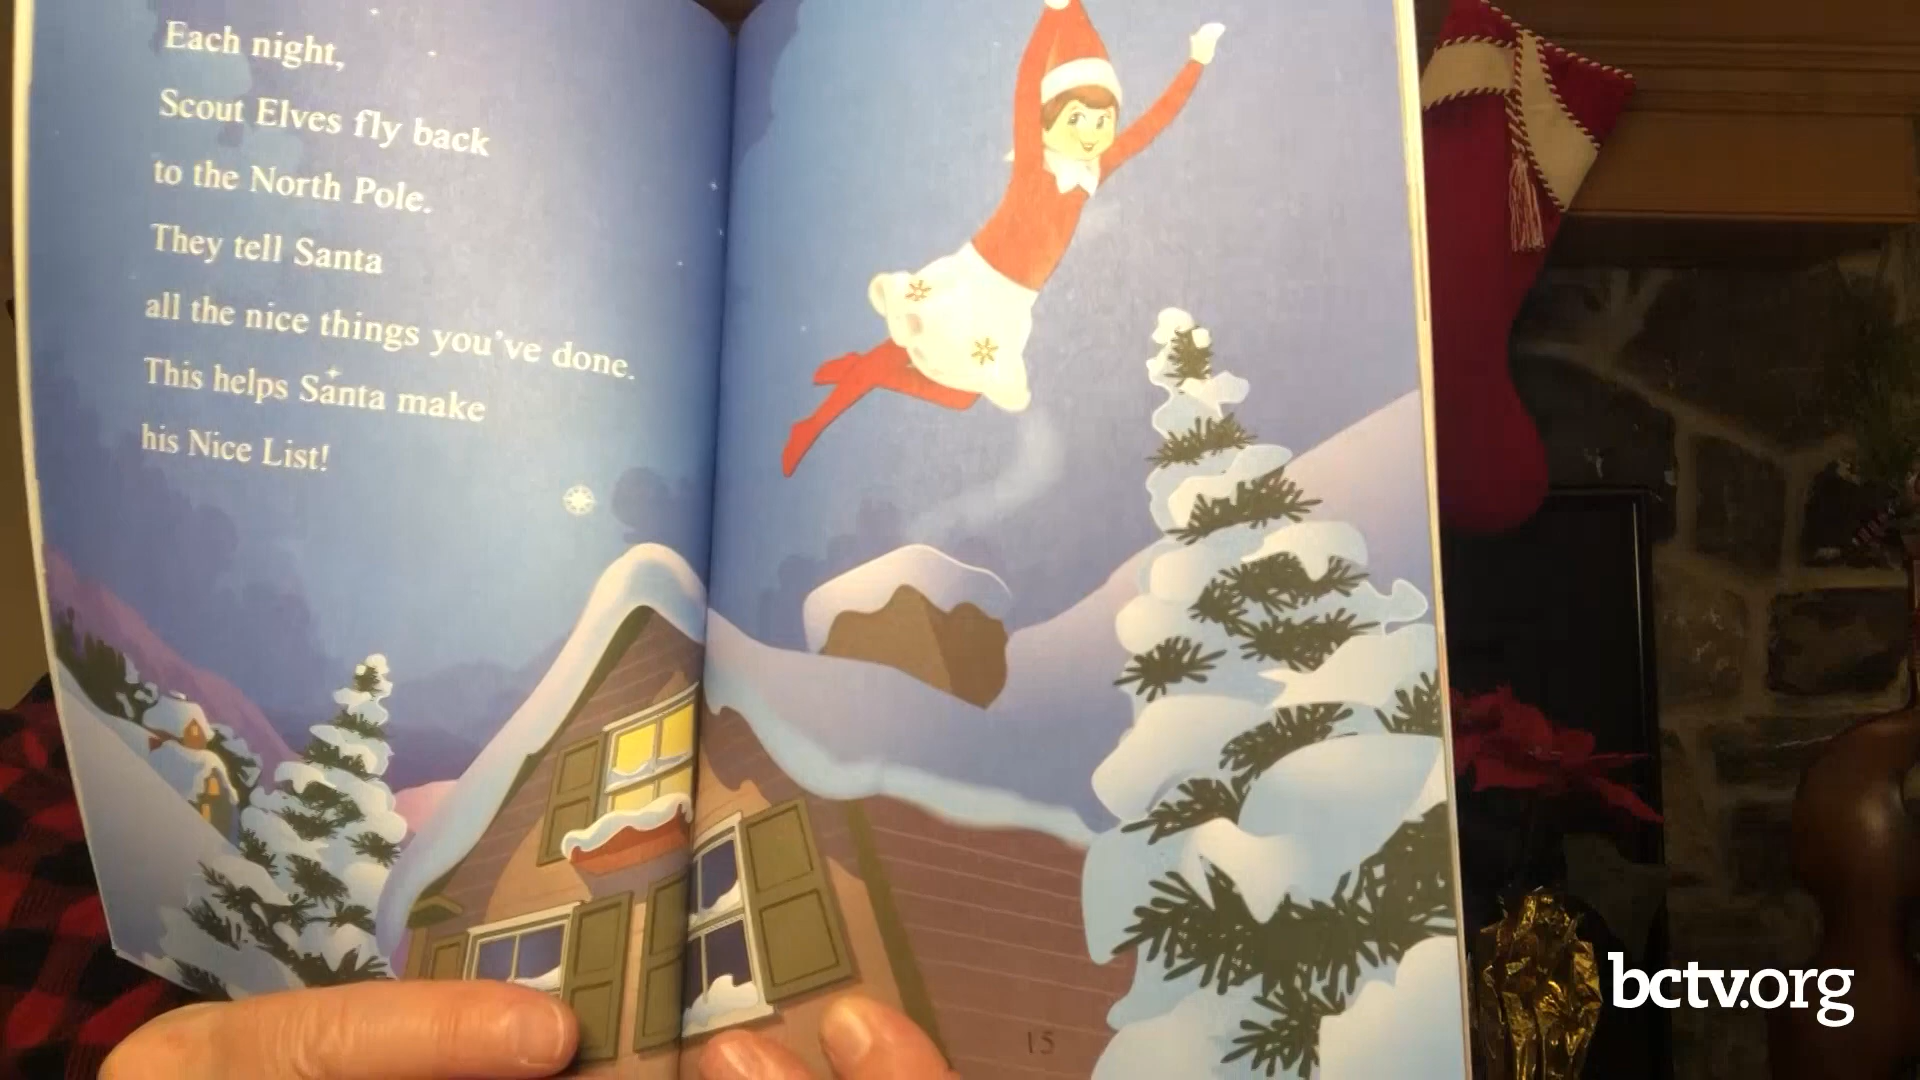 Each night,
Scout Elves fly back
to the North Pole.
They tell Santa
all the nice things you've done.
This helps Santa make
his Nice List!
15
bctv.org